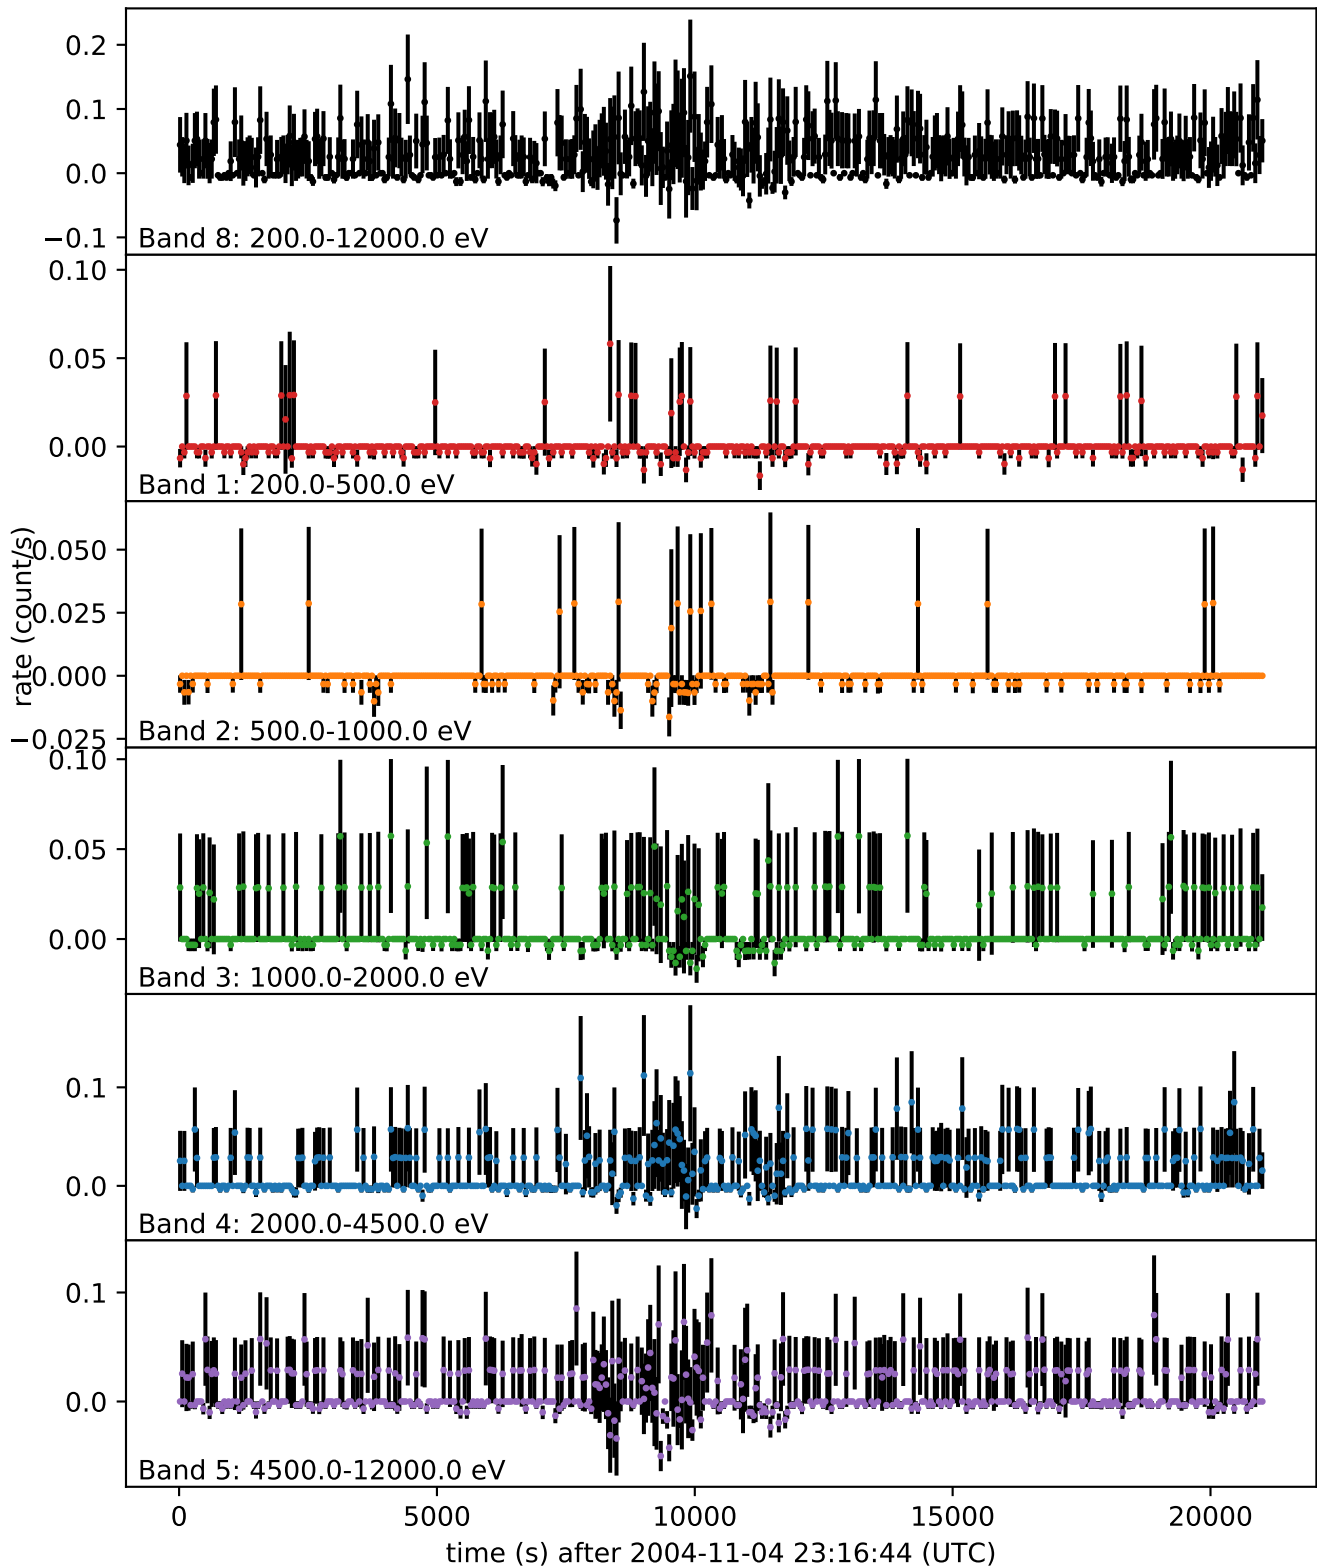 0.2
0.1
0.0
−0.1
Band 8: 200.0-12000.0 eV
0.10
0.05
0.00
Band 1: 200.0-500.0 eV
rate (count/s)
0.050
0.025
0.000
−0.025
Band 2: 500.0-1000.0 eV
0.10
0.05
0.00
Band 3: 1000.0-2000.0 eV
0.1
0.0
Band 4: 2000.0-4500.0 eV
0.1
0.0
Band 5: 4500.0-12000.0 eV
0 5000 10000 15000 20000
time (s) after 2004-11-04 23:16:44 (UTC)